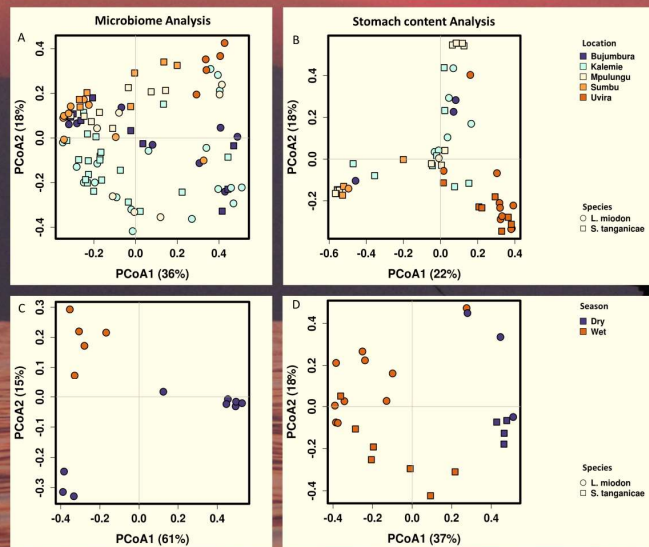 Microbiome Analysis
Stomach content Analysis
A
0.4
0.2
0.0
-0.2
-0.4
PCoA2 (18%)
-0.2
0.0
0.2
0.4
PCoA1 (36%)
B
0.4
0.2
0.0
-0.2
PCoA2 (18%)
-0.6
-0.4
-0.2
0.0
0.2
0.4
PCoA1 (22%)
Location
Bujumbura
Kalemie
Mpulungu
Sumbu
Uvira
Species
L. miodon
S. tanganicae
C
0.3
0.2
0.1
0.0
-0.1
-0.2
-0.3
PCoA2 (15%)
-0.4
-0.2
0.0
0.2
0.4
PCoA1 (61%)
D
0.4
0.2
0.0
-0.2
-0.4
PCoA2 (18%)
-0.4
-0.2
0.0
0.2
0.4
PCoA1 (37%)
Season
Dry
Wet
Species
L. miodon
S. tanganicae